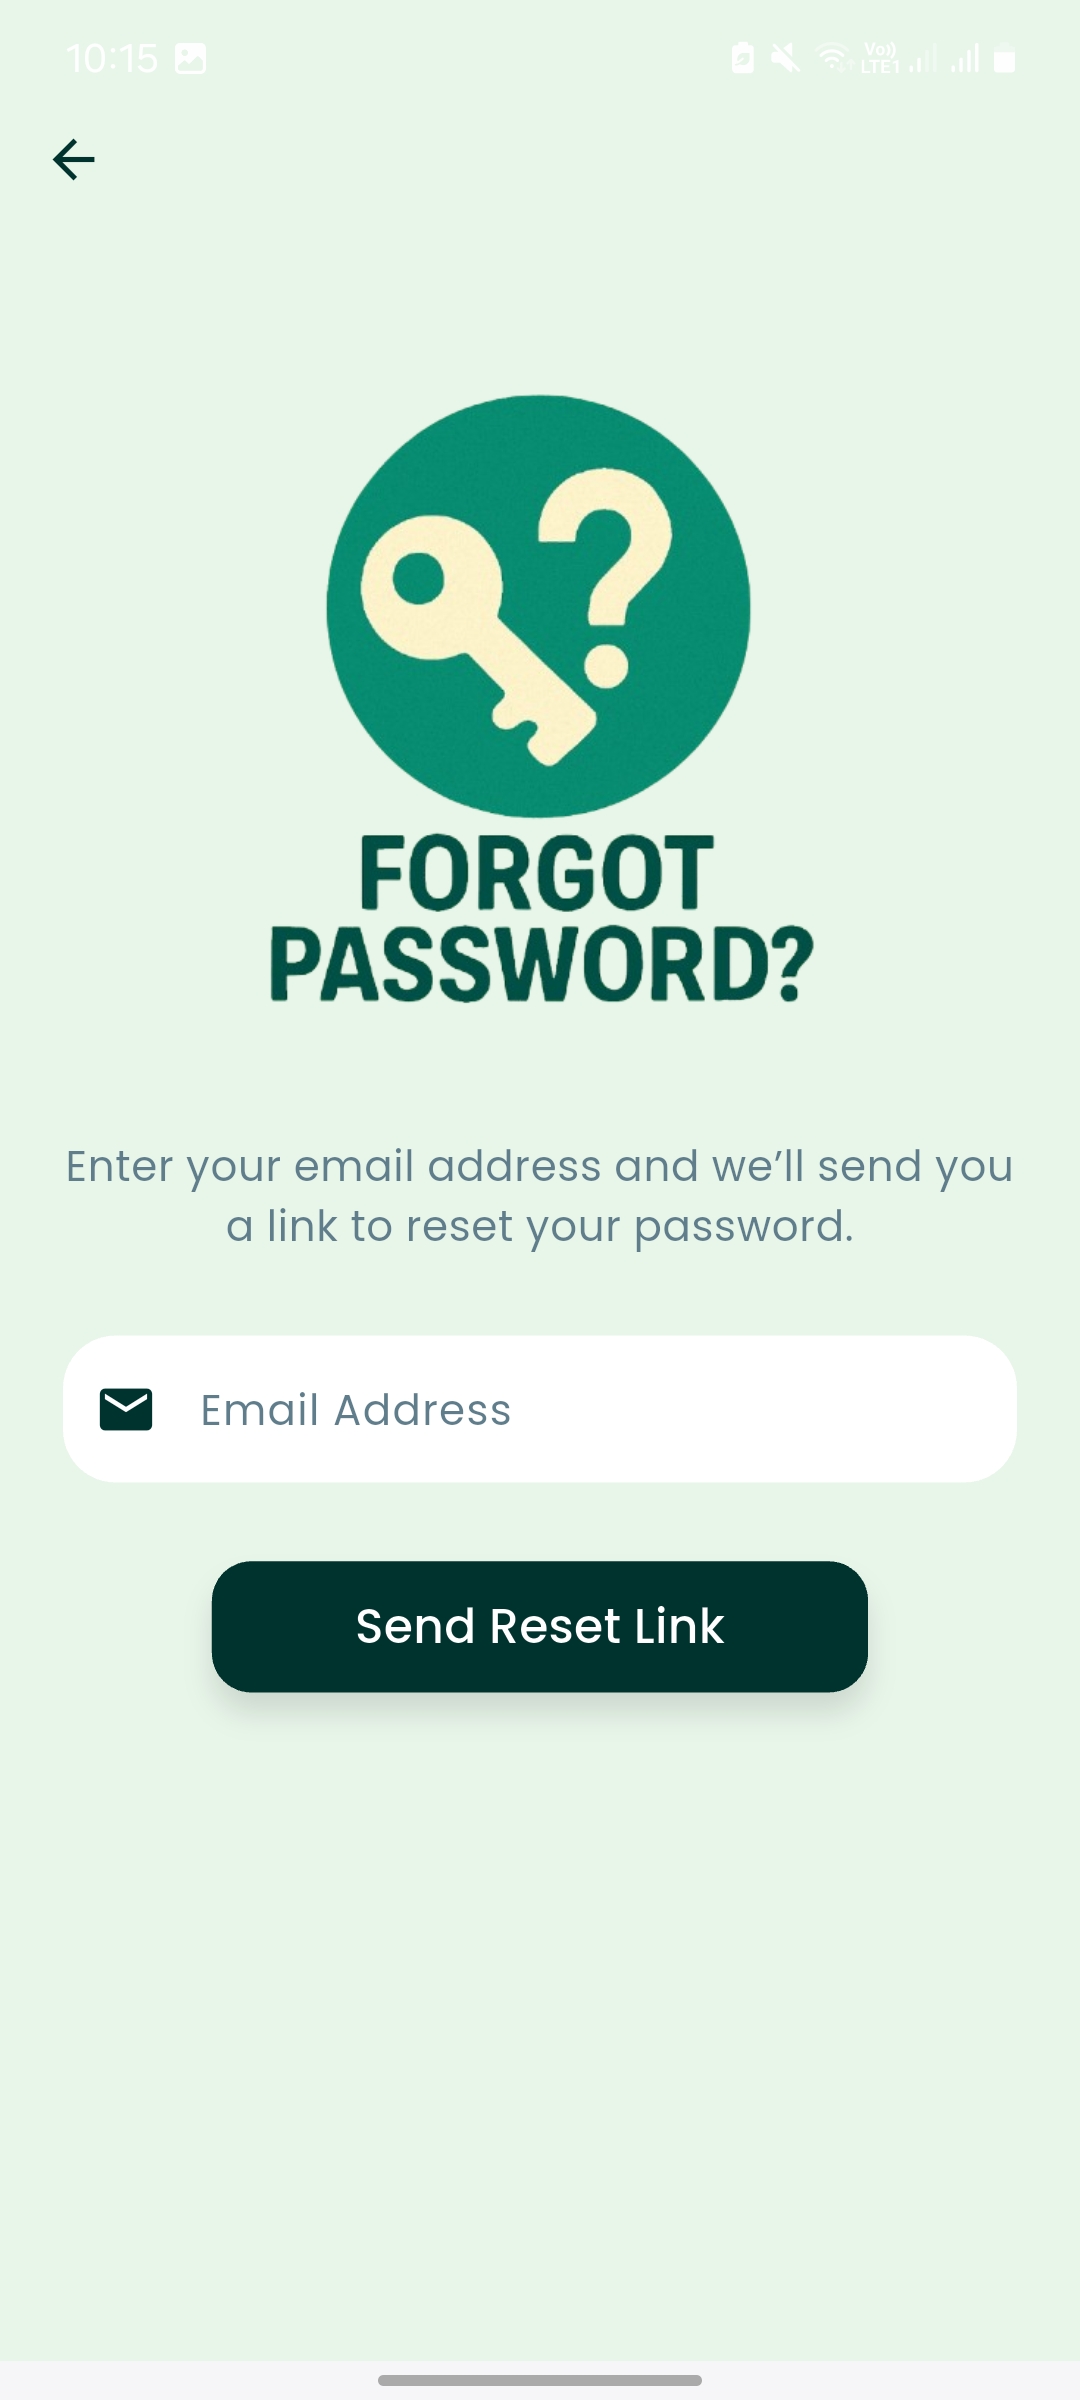 10:15
Vo)) LTE1
FORGOT
PASSWORD?
Enter your email address and we’ll send you
a link to reset your password.
Email Address
Send Reset Link